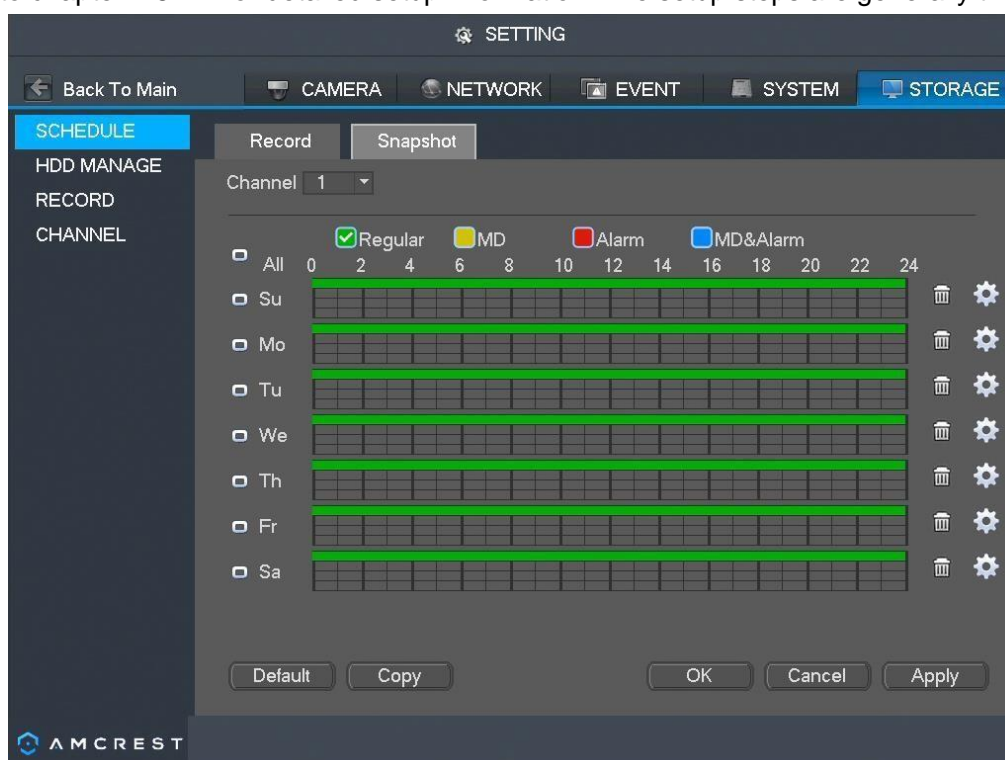 SETTING
Back To Main CAMERA NETWORK EVENT SYSTEM STORAGE
SCHEDULE
HDD MANAGE
RECORD
CHANNEL
Record Snapshot
Channel 1
Regular MD Alarm MD&Alarm
All 0 2 4 6 8 10 12 14 16 18 20 22 24
Su
Mo
Tu
We
Th
Fr
Sa
Default Copy OK Cancel Apply
AMCREST